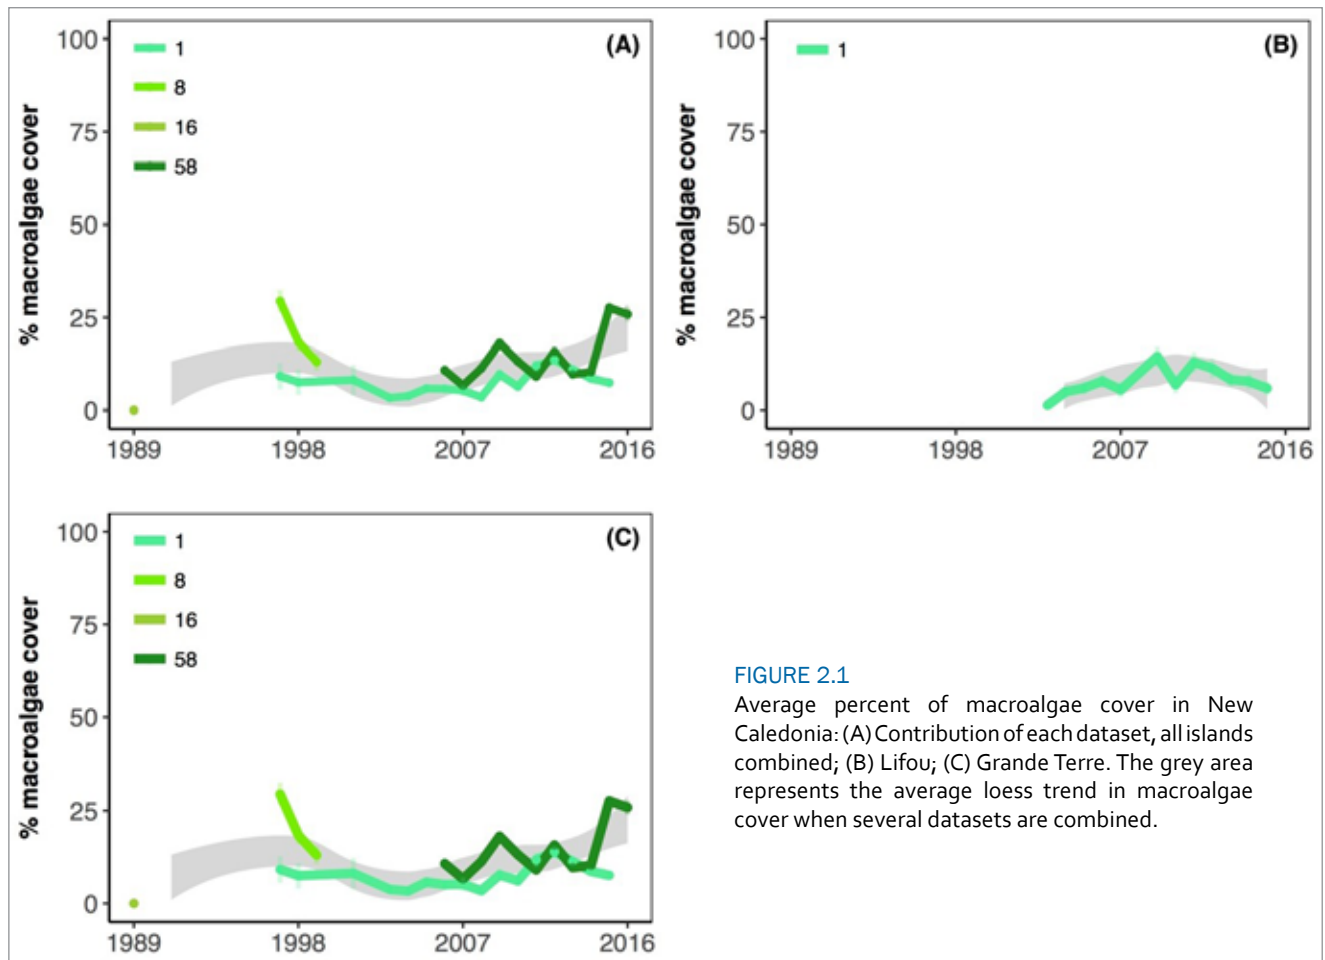 (A)
% macroalgae cover
100
75
50
25
0
1
8
16
58
1989 1998 2007 2016
(B)
% macroalgae cover
100
75
50
25
0
1
1989 1998 2007 2016
(C)
% macroalgae cover
100
75
50
25
0
1
8
16
58
1989 1998 2007 2016
FIGURE 2.1
Average percent of macroalgae cover in New
Caledonia: (A) Contribution of each dataset, all islands
combined; (B) Lifou; (C) Grande Terre. The grey area
represents the average loess trend in macroalgae
cover when several datasets are combined.